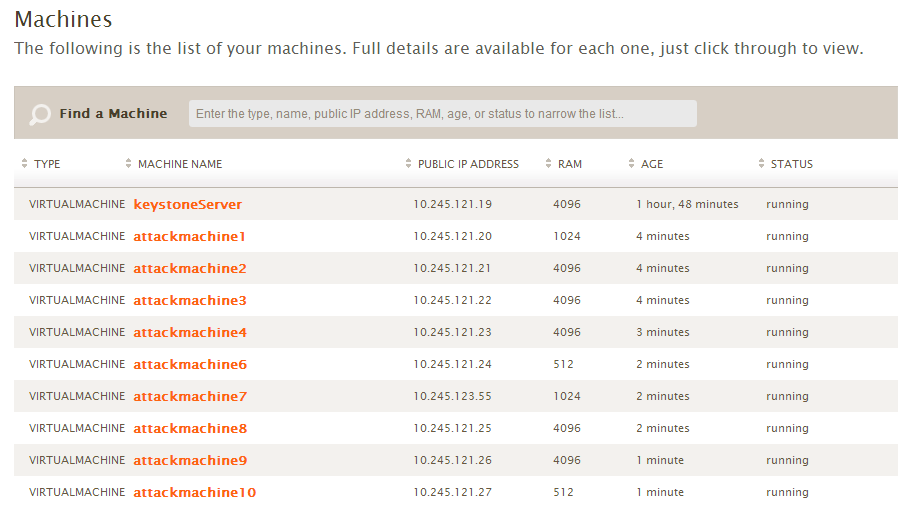 Machines
The following is the list of your machines. Full details are available for each one, just click through to view.
Find a Machine Enter the type, name, public IP address, RAM, age, or status to narrow the list...
TYPE MACHINE NAME PUBLIC IP ADDRESS RAM AGE STATUS
VIRTUALMACHINE keystoneServer 10.245.121.19 4096 1 hour, 48 minutes running
VIRTUALMACHINE attackmachine1 10.245.121.20 1024 4 minutes running
VIRTUALMACHINE attackmachine2 10.245.121.21 4096 4 minutes running
VIRTUALMACHINE attackmachine3 10.245.121.22 4096 4 minutes running
VIRTUALMACHINE attackmachine4 10.245.121.23 4096 3 minutes running
VIRTUALMACHINE attackmachine6 10.245.121.24 512 2 minutes running
VIRTUALMACHINE attackmachine7 10.245.123.55 1024 2 minutes running
VIRTUALMACHINE attackmachine8 10.245.121.25 4096 2 minutes running
VIRTUALMACHINE attackmachine9 10.245.121.26 4096 1 minute running
VIRTUALMACHINE attackmachine10 10.245.121.27 512 1 minute running